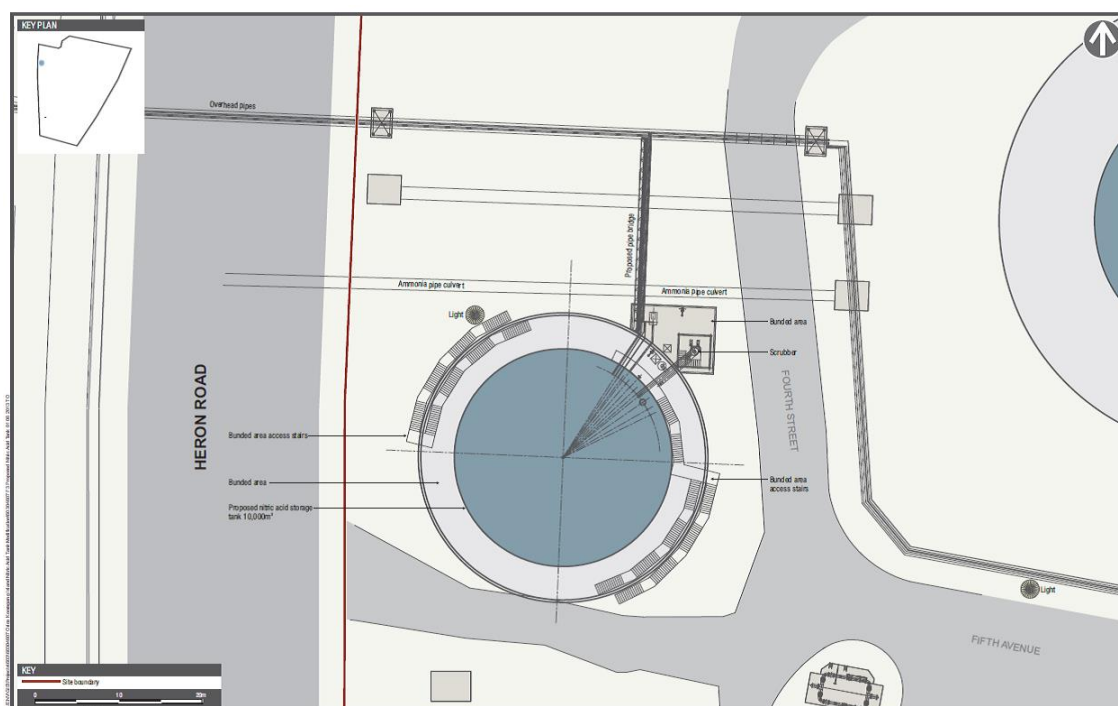 KEY PLAN
Overhead pipes
Proposed pipe bridge
Ammonia pipe culvert
Ammonia pipe culvert
Light
Bunded area
Scrubber
HERON ROAD
FOURTH STREET
Bunded area access stairs
Bunded area
Bunded area
access stairs
Proposed nitric acid storage
tank 10,000m³
Light
FIFTH AVENUE
KEY
Site boundary
0 10 20m